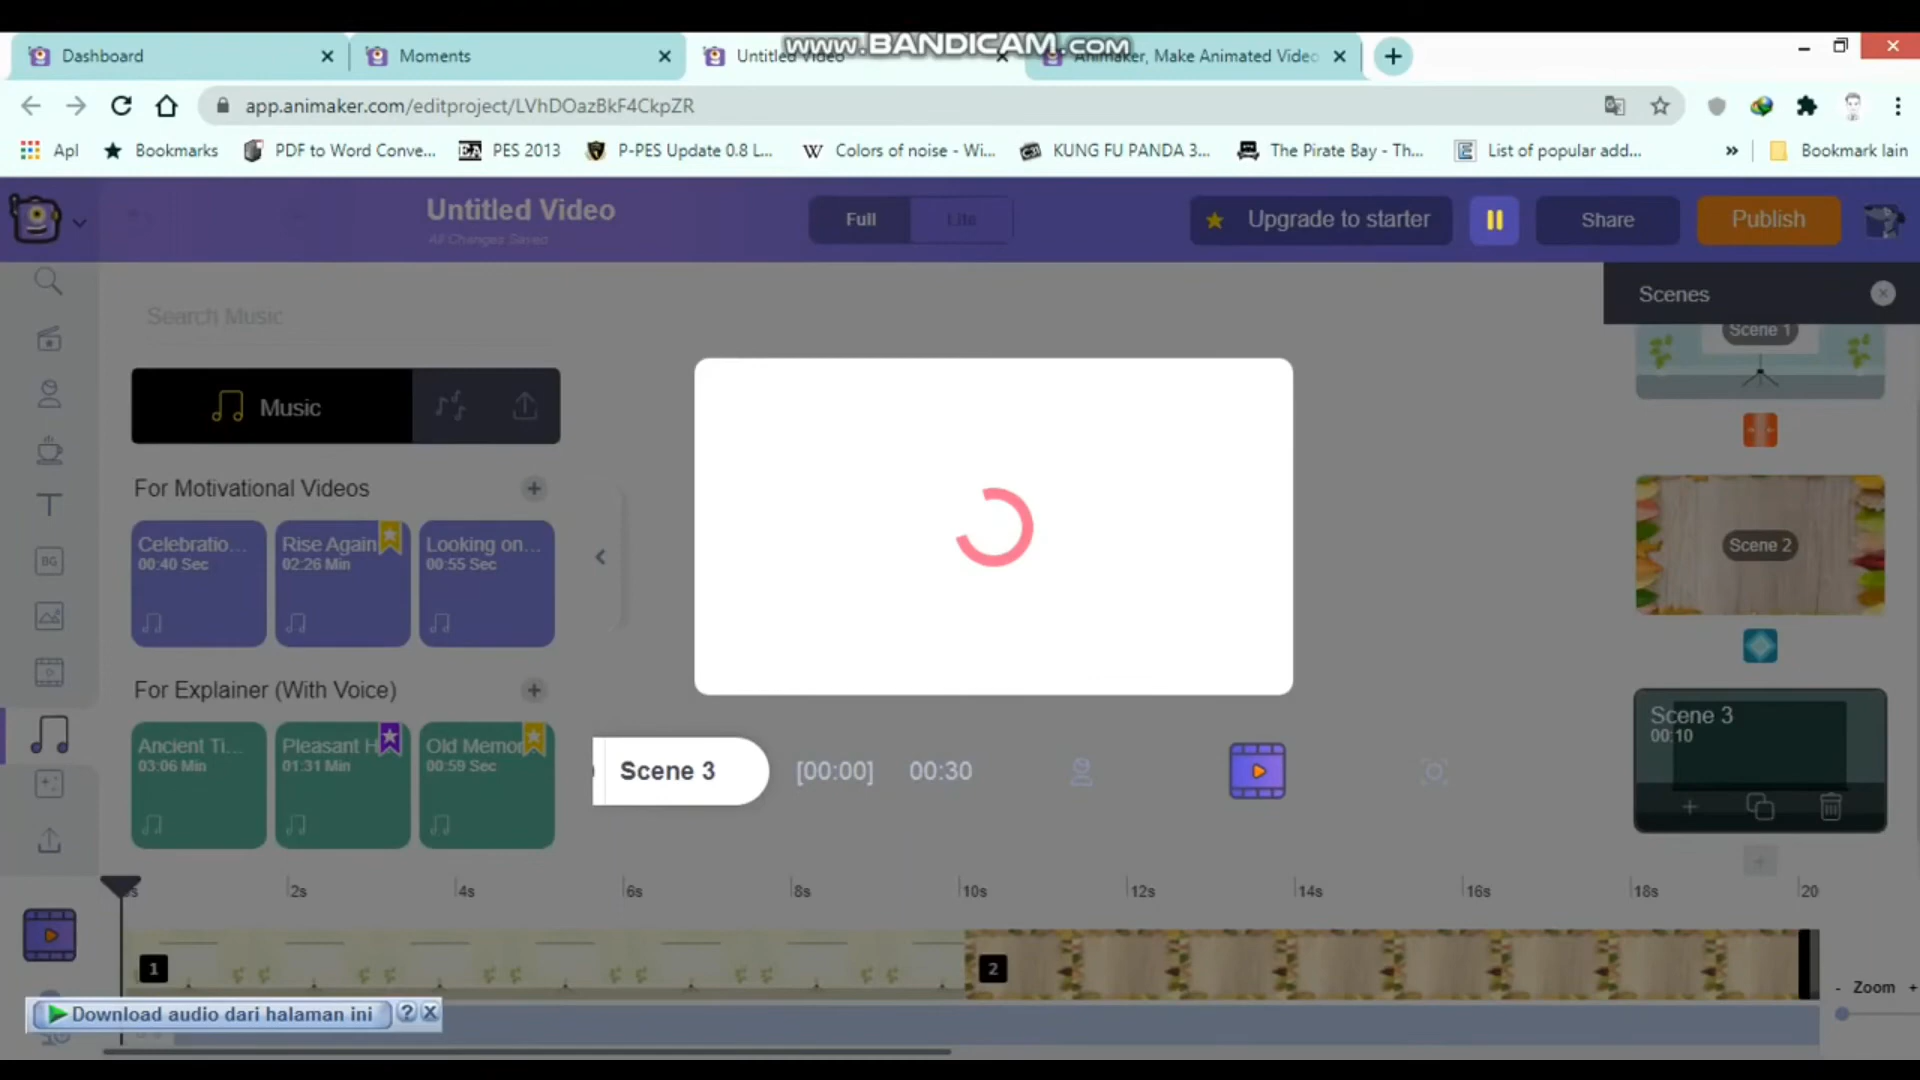 www.BANDICAM.com
Dashboard
Moments
Untitled Video
Animaker, Make Animated Video
app.animaker.com/editproject/LVhDOazBkF4CkpZR
Apl
Bookmarks
PDF to Word Conve...
PES 2013
P-PES Update 0.8 L...
Colors of noise - Wi...
KUNG FU PANDA 3...
The Pirate Bay - Th...
List of popular add...
»
Bookmark lain
Untitled Video
All Changes Saved
Full
Lite
Upgrade to starter
Share
Publish
Search Music
Scenes
Scene 1
Music
For Motivational Videos
Celebratio...
00:40 Sec
Rise Again
02:26 Min
Looking on...
00:55 Sec
BG
Scene 2
For Explainer (With Voice)
Ancient Ti...
03:06 Min
Pleasant H
01:31 Min
Old Memor
00:59 Sec
Scene 3
00:10
Scene 3
[00:00]
00:30
2s
4s
6s
8s
10s
12s
14s
16s
18s
20
1
2
- Zoom +
Download audio dari halaman ini
?
X